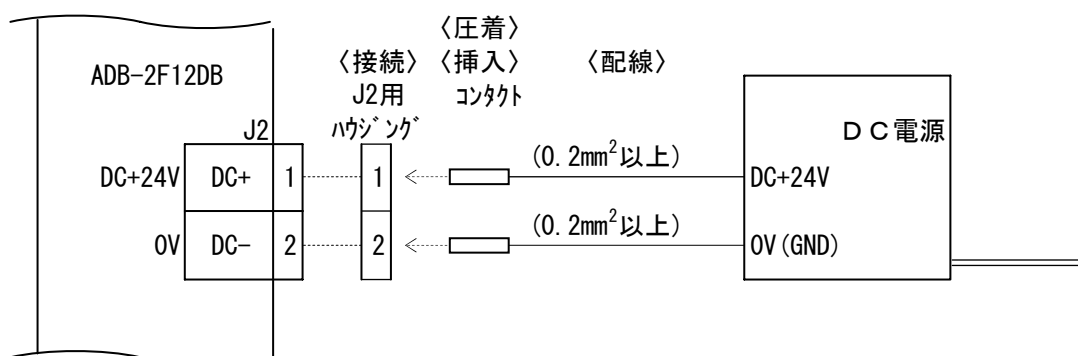 〈圧着〉
ADB-2F12DB
〈接続〉
〈挿入〉
〈配線〉
J2用
ｺﾝﾀｸﾄ
J2
ﾊｳｼﾞﾝｸﾞ
ＤＣ電源
(0.2mm²以上)
DC+24V
DC+
1
1
DC+24V
(0.2mm²以上)
0V
DC-
2
2
0V(GND)